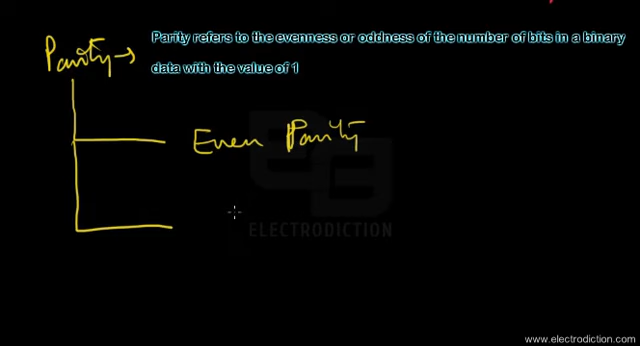 Parity→ Parity refers to the evenness or oddness of the number of bits in a binary
data with the value of 1
Even Parity
ELECTRODICTION
www.electrodiction.com